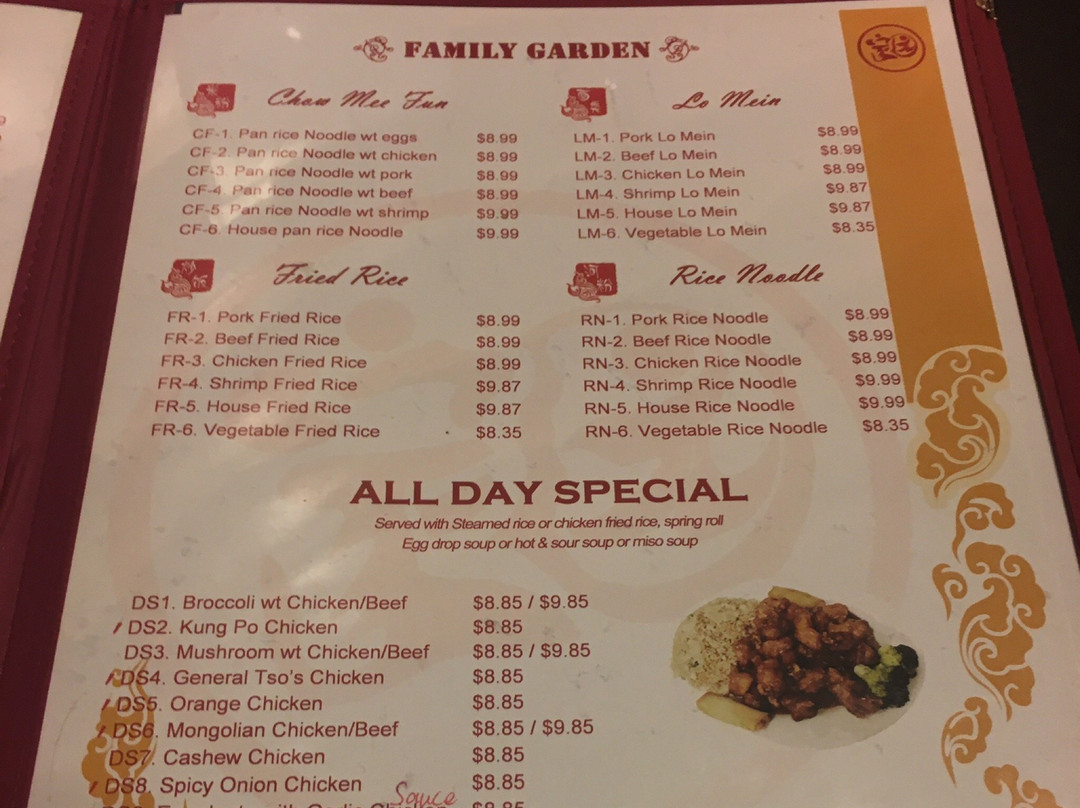 FAMILY GARDEN
Chow Mee Fun
CF-1. Pan rice Noodle wt eggs $8.99
CF-2. Pan rice Noodle wt chicken $8.99
CF-3. Pan rice Noodle wt pork $8.99
CF-4. Pan rice Noodle wt beef $8.99
CF-5. Pan rice Noodle wt shrimp $9.99
CF-6. House pan rice Noodle $9.99
Lo Mein
LM-1. Pork Lo Mein $8.99
LM-2. Beef Lo Mein $8.99
LM-3. Chicken Lo Mein $8.99
LM-4. Shrimp Lo Mein $9.87
LM-5. House Lo Mein $9.87
LM-6. Vegetable Lo Mein $8.35
Fried Rice
FR-1. Pork Fried Rice $8.99
FR-2. Beef Fried Rice $8.99
FR-3. Chicken Fried Rice $8.99
FR-4. Shrimp Fried Rice $9.87
FR-5. House Fried Rice $9.87
FR-6. Vegetable Fried Rice $8.35
Rice Noodle
RN-1. Pork Rice Noodle $8.99
RN-2. Beef Rice Noodle $8.99
RN-3. Chicken Rice Noodle $8.99
RN-4. Shrimp Rice Noodle $9.99
RN-5. House Rice Noodle $9.99
RN-6. Vegetable Rice Noodle $8.35
ALL DAY SPECIAL
Served with Steamed rice or chicken fried rice, spring roll
Egg drop soup or hot & sour soup or miso soup
DS1. Broccoli wt Chicken/Beef $8.85 / $9.85
DS2. Kung Po Chicken $8.85
DS3. Mushroom wt Chicken/Beef $8.85 / $9.85
DS4. General Tso's Chicken $8.85
DS5. Orange Chicken $8.85
DS6. Mongolian Chicken/Beef $8.85 / $9.85
DS7. Cashew Chicken $8.85
DS8. Spicy Onion Chicken $8.85
Sauce